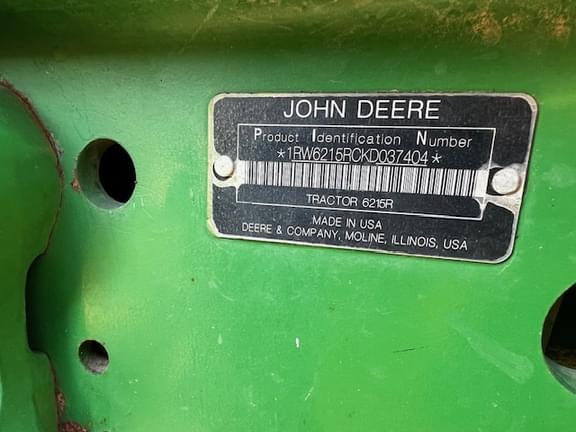 JOHN DEERE
Product Identification Number
*1RW6215RCKD037404*
TRACTOR 6215R
MADE IN USA
DEERE & COMPANY, MOLINE, ILLINOIS, USA